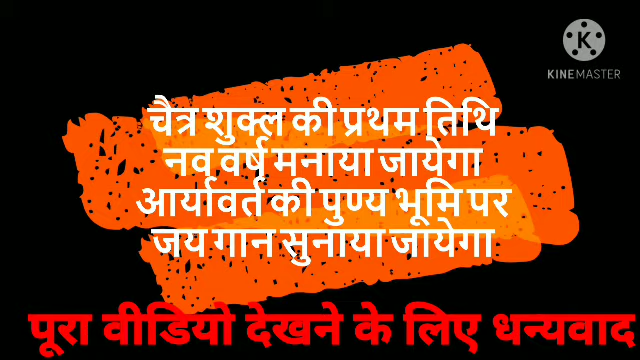 KINEMASTER
चैत्र शुक्ल की प्रथम तिथि
नव वर्ष मनाया जायेगा
आर्यावर्त की पुण्य भूमि पर
जय गान सुनाया जायेगा
पूरा वीडियो देखने के लिए धन्यवाद